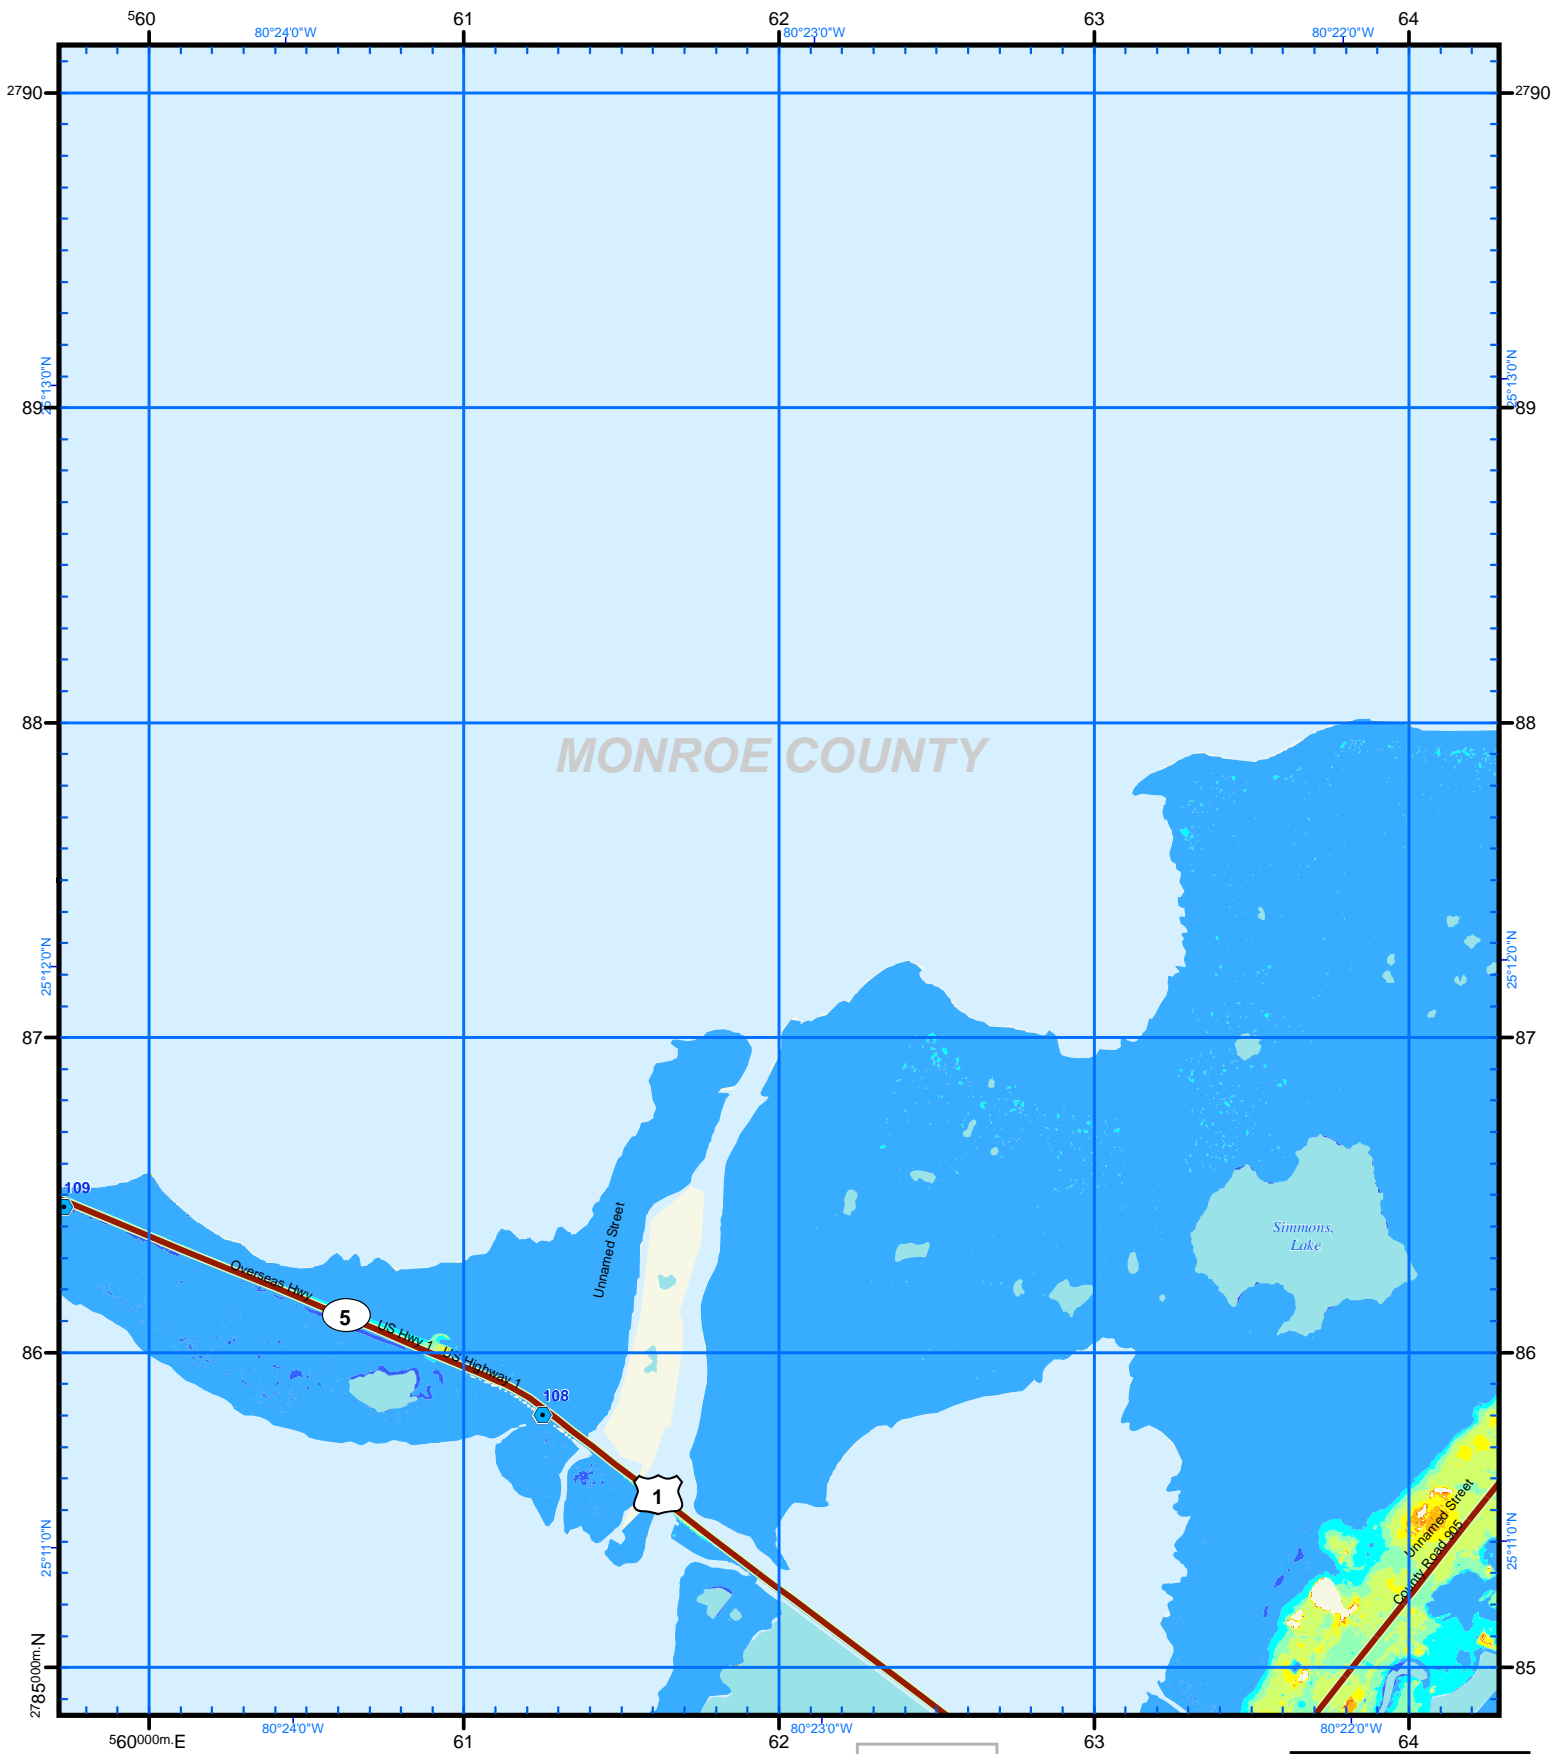 560 61 62 63 64
80°24'0"W 80°23'0"W 80°22'0"W
2790 2790
25°13'0"N 25°13'0"N
89 89
88 88
MONROE COUNTY
25°12'0"N 25°12'0"N
87 87
109
Unnamed Street
Simmons,
Lake
Overseas Hwy
5
US Hwy 1
US Highway 1
86 86
108
1
Unnamed Street
County Road 905
25°11'0"N 25°11'0"N
2785000m.N 85
80°24'0"W 80°23'0"W 80°22'0"W
560000m.E 61 62 63 64